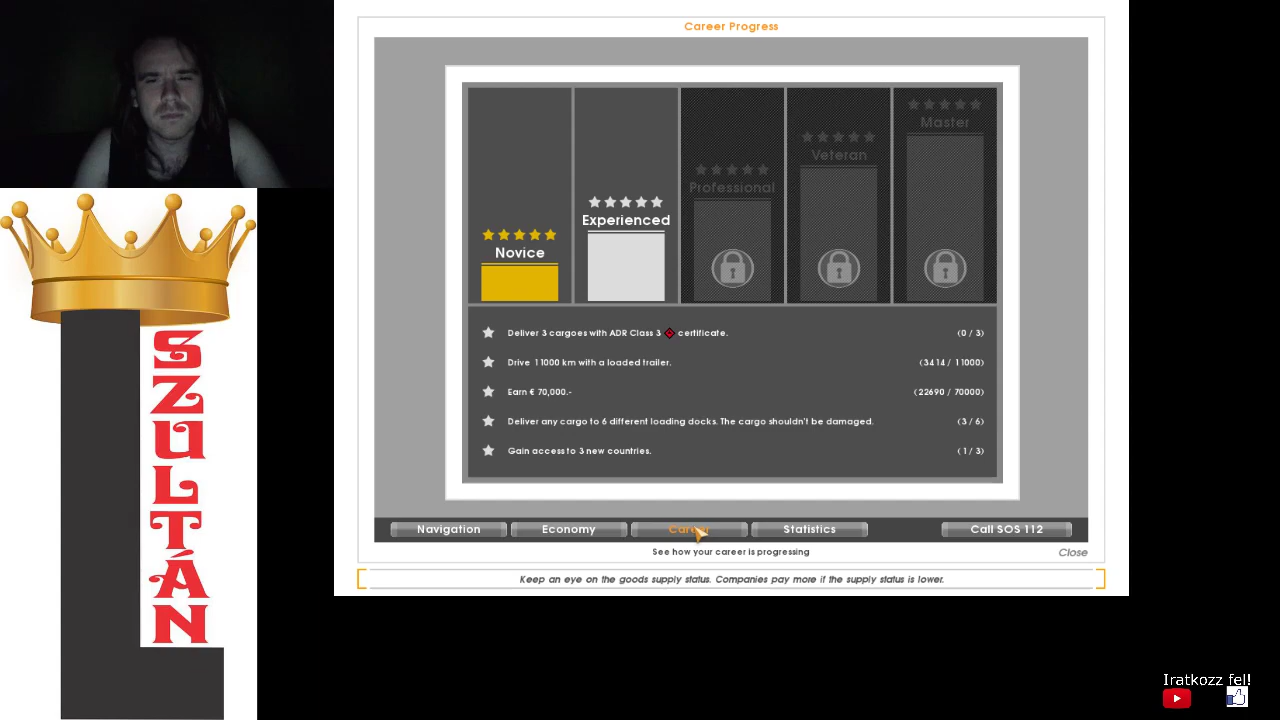 Career Progress
Master
Veteran
Professional
Experienced
Novice
Deliver 3 cargoes with ADR Class 3 certificate. (0 / 3)
Drive 11000 km with a loaded trailer. (3414 / 11000)
Earn € 70,000.- (22690 / 70000)
Deliver any cargo to 6 different loading docks. The cargo shouldn't be damaged. (3 / 6)
Gain access to 3 new countries. (1 / 3)
Navigation Economy Career Statistics Call SOS 112
See how your career is progressing Close
Keep an eye on the goods supply status. Companies pay more if the supply status is lower.
L
SZULTÁN
Iratkozz fel!